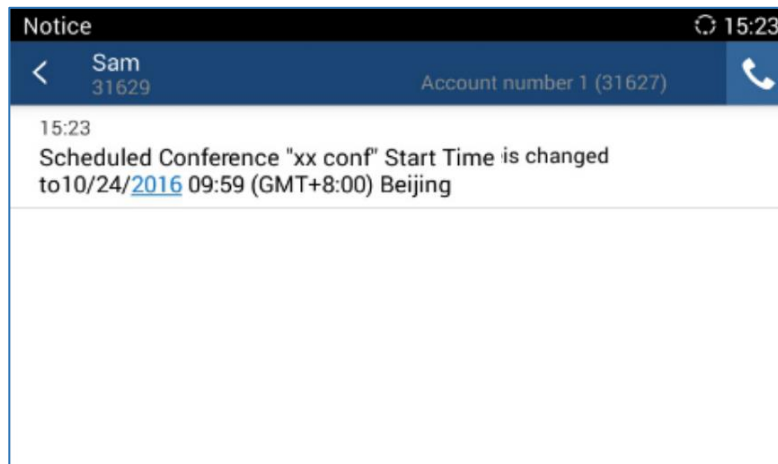 Notice 15:23
Sam
31629
Account number 1 (31627)
15:23
Scheduled Conference "xx conf" Start Time is changed
to10/24/2016 09:59 (GMT+8:00) Beijing